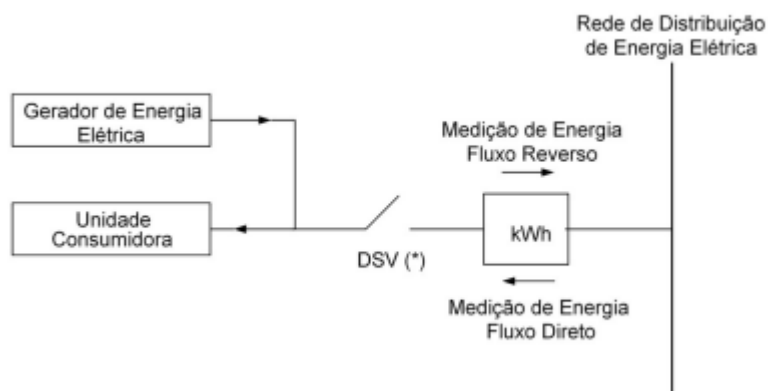 Rede de Distribuição
de Energia Elétrica
Gerador de Energia
Elétrica
Medição de Energia
Fluxo Reverso
Unidade
Consumidora
kWh
DSV (*)
Medição de Energia
Fluxo Direto